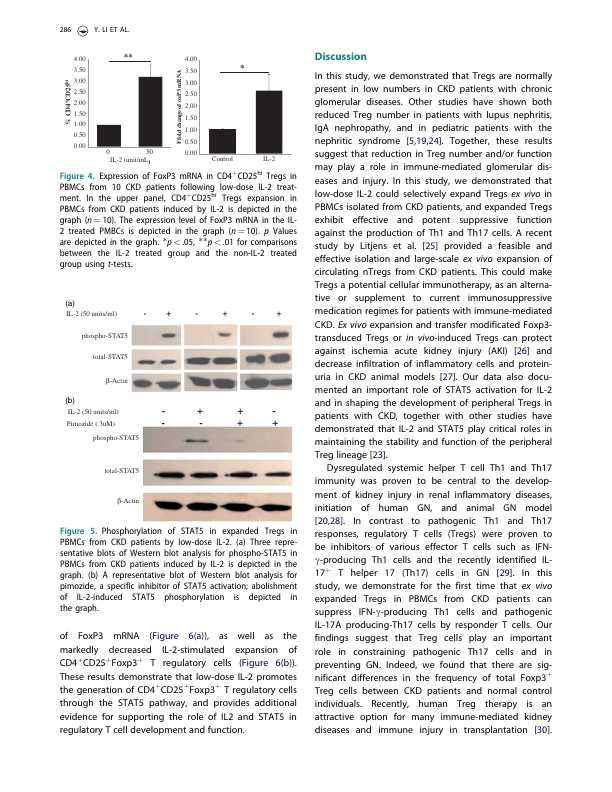 286 Y. LI ET AL.
% CD4+CD25hi
4.00
3.50
3.00
2.50
2.00
1.50
1.00
0.50
0.00
**
0 50
IL-2 (unit/mL)
Flold change of oxP3 mRNA
4.00
3.50
3.00
2.50
2.00
1.50
1.00
0.50
0.00
*
Control IL-2
Figure 4. Expression of FoxP3 mRNA in CD4+CD25hi Tregs in
PBMCs from 10 CKD patients following low-dose IL-2 treat-
ment. In the upper panel, CD4+CD25hi Tregs expansion in
PBMCs from CKD patients induced by IL-2 is depicted in the
graph (n = 10). The expression level of FoxP3 mRNA in the IL-
2 treated PMBCs is depicted in the graph (n = 10). p Values
are depicted in the graph. *p < .05, **p < .01 for comparisons
between the IL-2 treated group and the non-IL-2 treated
group using t-tests.
(a)
IL-2 (50 units/ml) - + - + - +
phospho-STAT5
total-STAT5
β-Actin
(b)
IL-2 (50 units/ml) - + + -
Pimozide ( 3uM) - - + +
phospho-STAT5
total-STAT5
β-Actin
Figure 5. Phosphorylation of STAT5 in expanded Tregs in
PBMCs from CKD patients by low-dose IL-2. (a) Three repre-
sentative blots of Western blot analysis for phospho-STAT5 in
PBMCs from CKD patients induced by IL-2 is depicted in the
graph. (b) A representative blot of Western blot analysis for
pimozide, a specific inhibitor of STAT5 activation; abolishment
of IL-2-induced STAT5 phosphorylation is depicted in
the graph.
of FoxP3 mRNA (Figure 6(a)), as well as the
markedly decreased IL-2-stimulated expansion of
CD4+CD25+Foxp3+ T regulatory cells (Figure 6(b)).
These results demonstrate that low-dose IL-2 promotes
the generation of CD4+CD25+Foxp3+ T regulatory cells
through the STAT5 pathway, and provides additional
evidence for supporting the role of IL2 and STAT5 in
regulatory T cell development and function.
Discussion
In this study, we demonstrated that Tregs are normally
present in low numbers in CKD patients with chronic
glomerular diseases. Other studies have shown both
reduced Treg number in patients with lupus nephritis,
IgA nephropathy, and in pediatric patients with the
nephritic syndrome [5,19,24]. Together, these results
suggest that reduction in Treg number and/or function
may play a role in immune-mediated glomerular dis-
eases and injury. In this study, we demonstrated that
low-dose IL-2 could selectively expand Tregs ex vivo in
PBMCs isolated from CKD patients, and expanded Tregs
exhibit effective and potent suppressive function
against the production of Th1 and Th17 cells. A recent
study by Litjens et al. [25] provided a feasible and
effective isolation and large-scale ex vivo expansion of
circulating nTregs from CKD patients. This could make
Tregs a potential cellular immunotherapy, as an alterna-
tive or supplement to current immunosuppressive
medication regimes for patients with immune-mediated
CKD. Ex vivo expansion and transfer modificated Foxp3-
transduced Tregs or in vivo-induced Tregs can protect
against ischemia acute kidney injury (AKI) [26] and
decrease infiltration of inflammatory cells and protein-
uria in CKD animal models [27]. Our data also docu-
mented an important role of STAT5 activation for IL-2
and in shaping the development of peripheral Tregs in
patients with CKD, together with other studies have
demonstrated that IL-2 and STAT5 play critical roles in
maintaining the stability and function of the peripheral
Treg lineage [23].
Dysregulated systemic helper T cell Th1 and Th17
immunity was proven to be central to the develop-
ment of kidney injury in renal inflammatory diseases,
initiation of human GN, and animal GN model
[20,28]. In contrast to pathogenic Th1 and Th17
responses, regulatory T cells (Tregs) were proven to
be inhibitors of various effector T cells such as IFN-
γ-producing Th1 cells and the recently identified IL-
17+ T helper 17 (Th17) cells in GN [29]. In this
study, we demonstrate for the first time that ex vivo
expanded Tregs in PBMCs from CKD patients can
suppress IFN-γ-producing Th1 cells and pathogenic
IL-17A producing-Th17 cells by responder T cells. Our
findings suggest that Treg cells play an important
role in constraining pathogenic Th17 cells and in
preventing GN. Indeed, we found that there are sig-
nificant differences in the frequency of total Foxp3+
Treg cells between CKD patients and normal control
individuals. Recently, human Treg therapy is an
attractive option for many immune-mediated kidney
diseases and immune injury in transplantation [30].